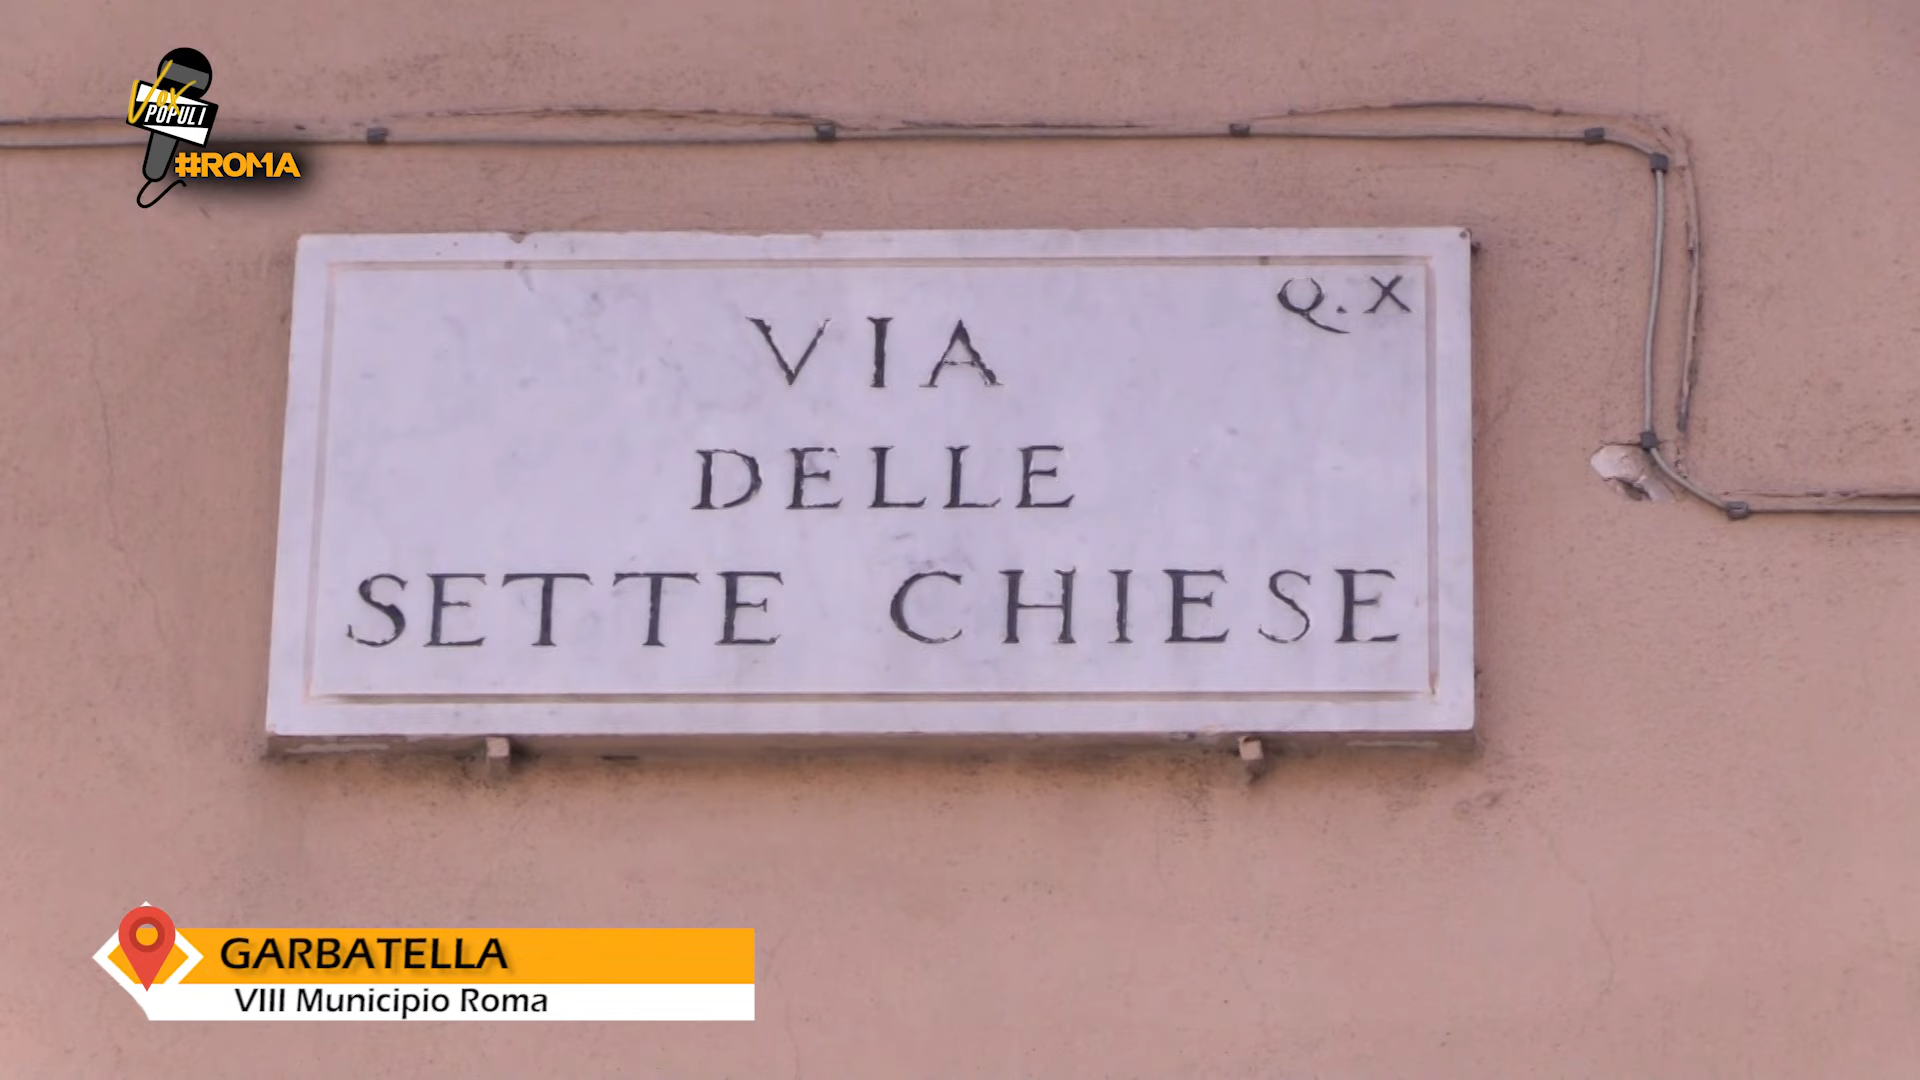 VOX
POPULI
#ROMA
Q. X
VIA
DELLE
SETTE CHIESE
GARBATELLA
VIII Municipio Roma